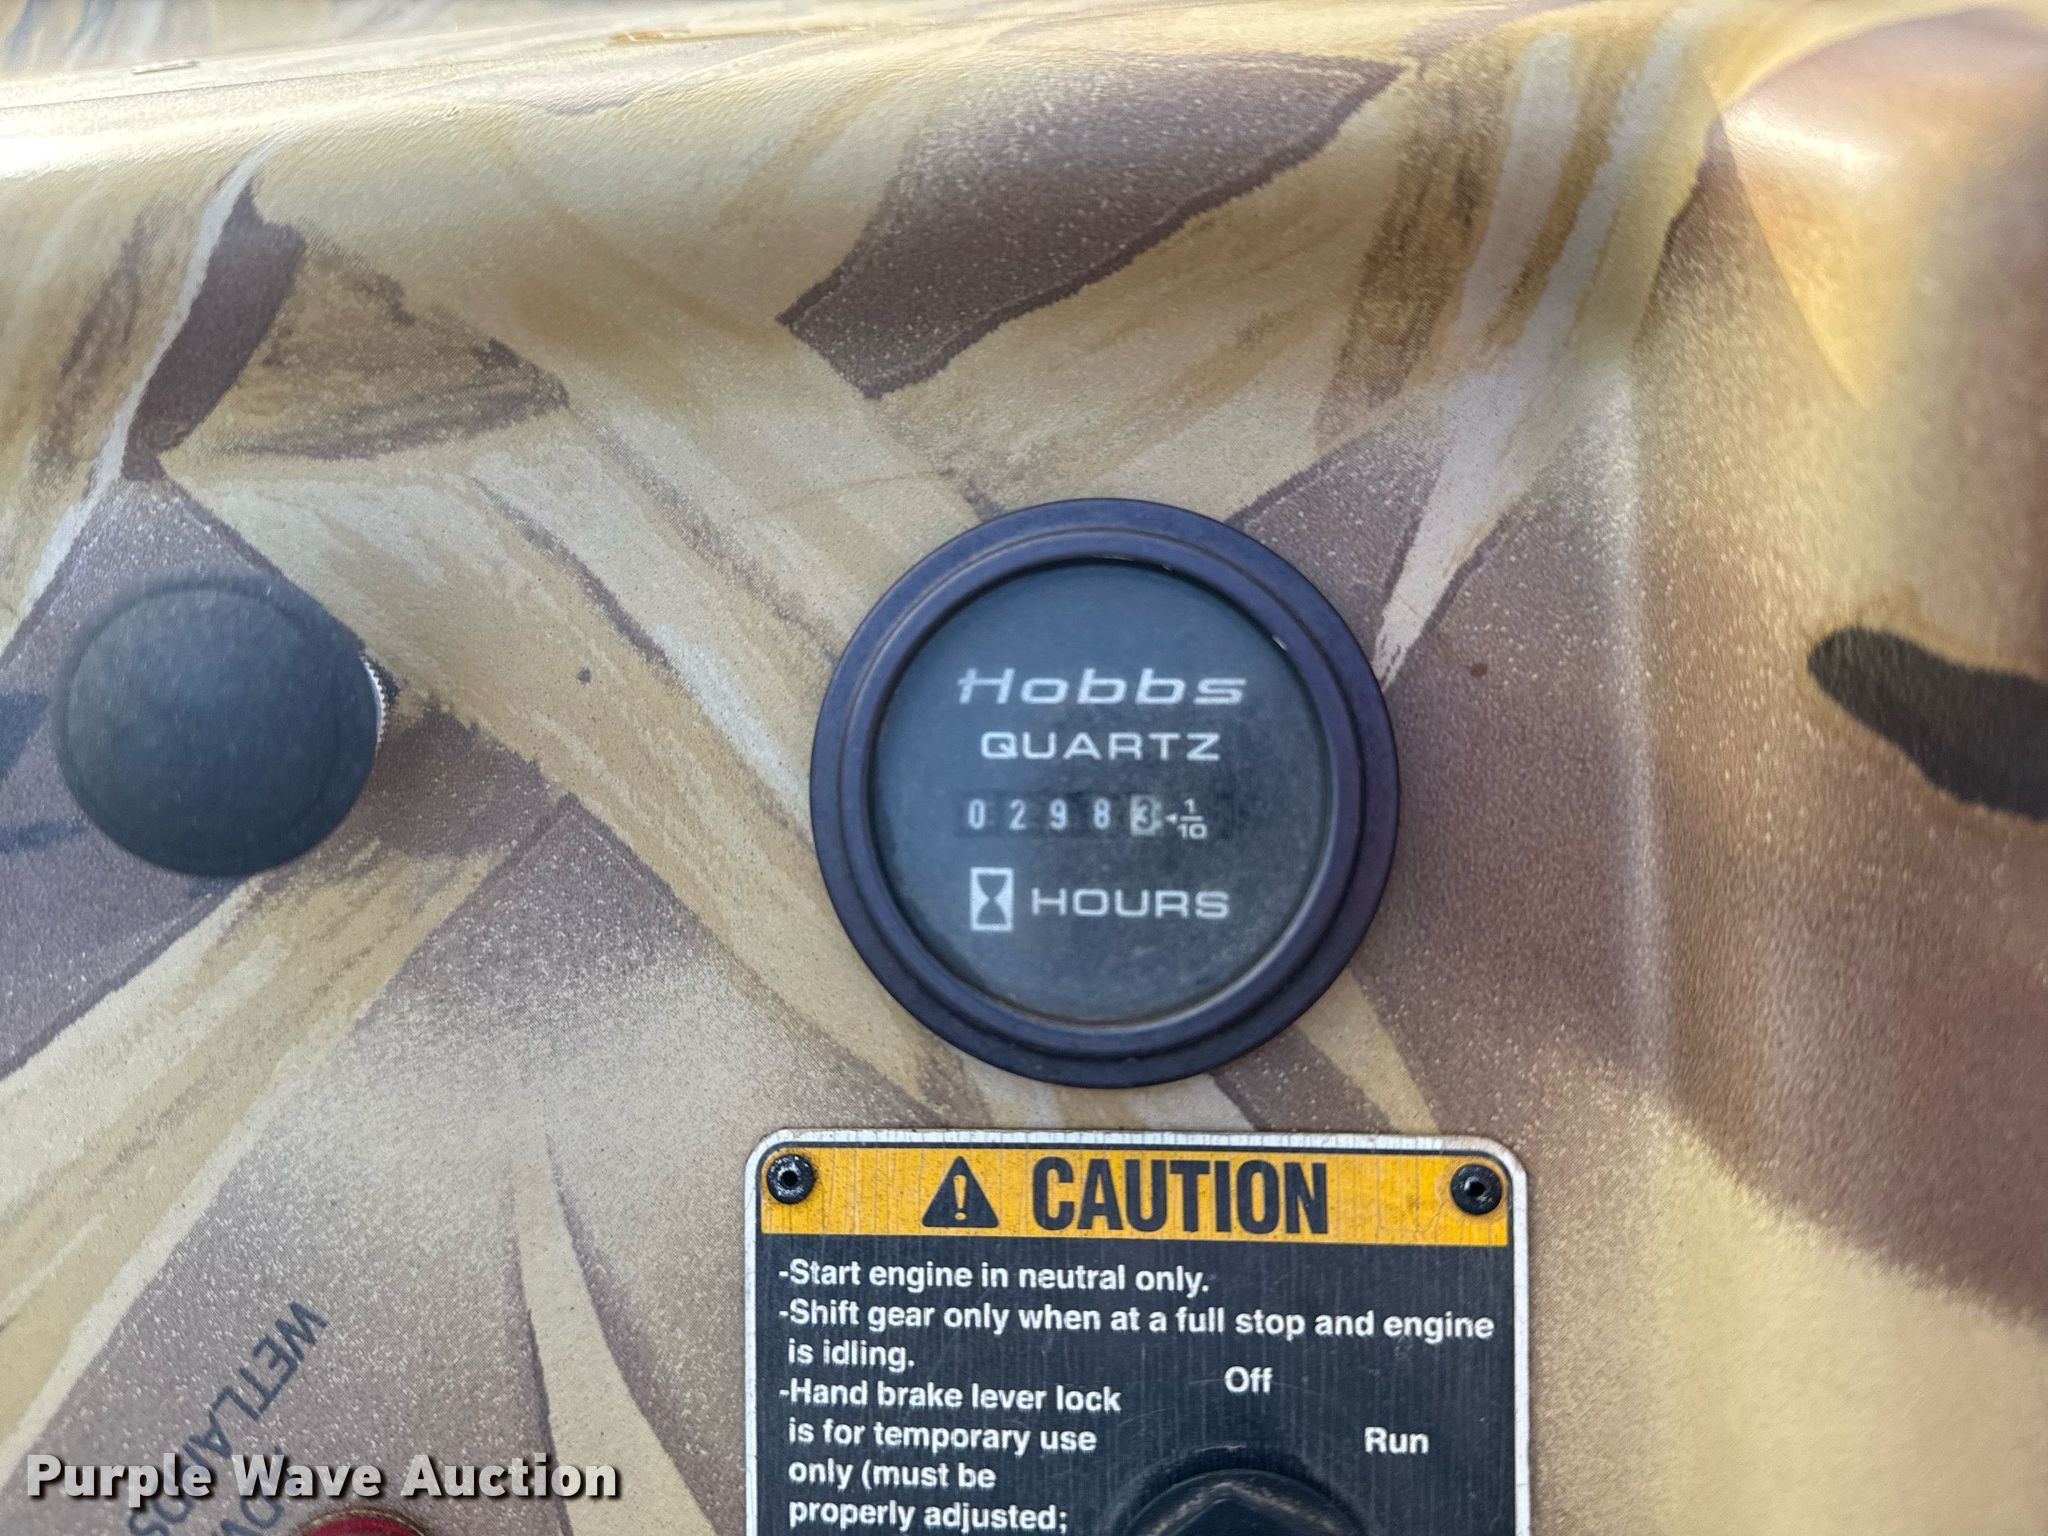 Hobbs
QUARTZ
0 2 9 8 3 1/10
HOURS
CAUTION
-Start engine in neutral only.
-Shift gear only when at a full stop and engine
is idling.
-Hand brake lever lock
is for temporary use
only (must be
properly adjusted;
Off
Run
WETLANDS
Purple Wave Auction